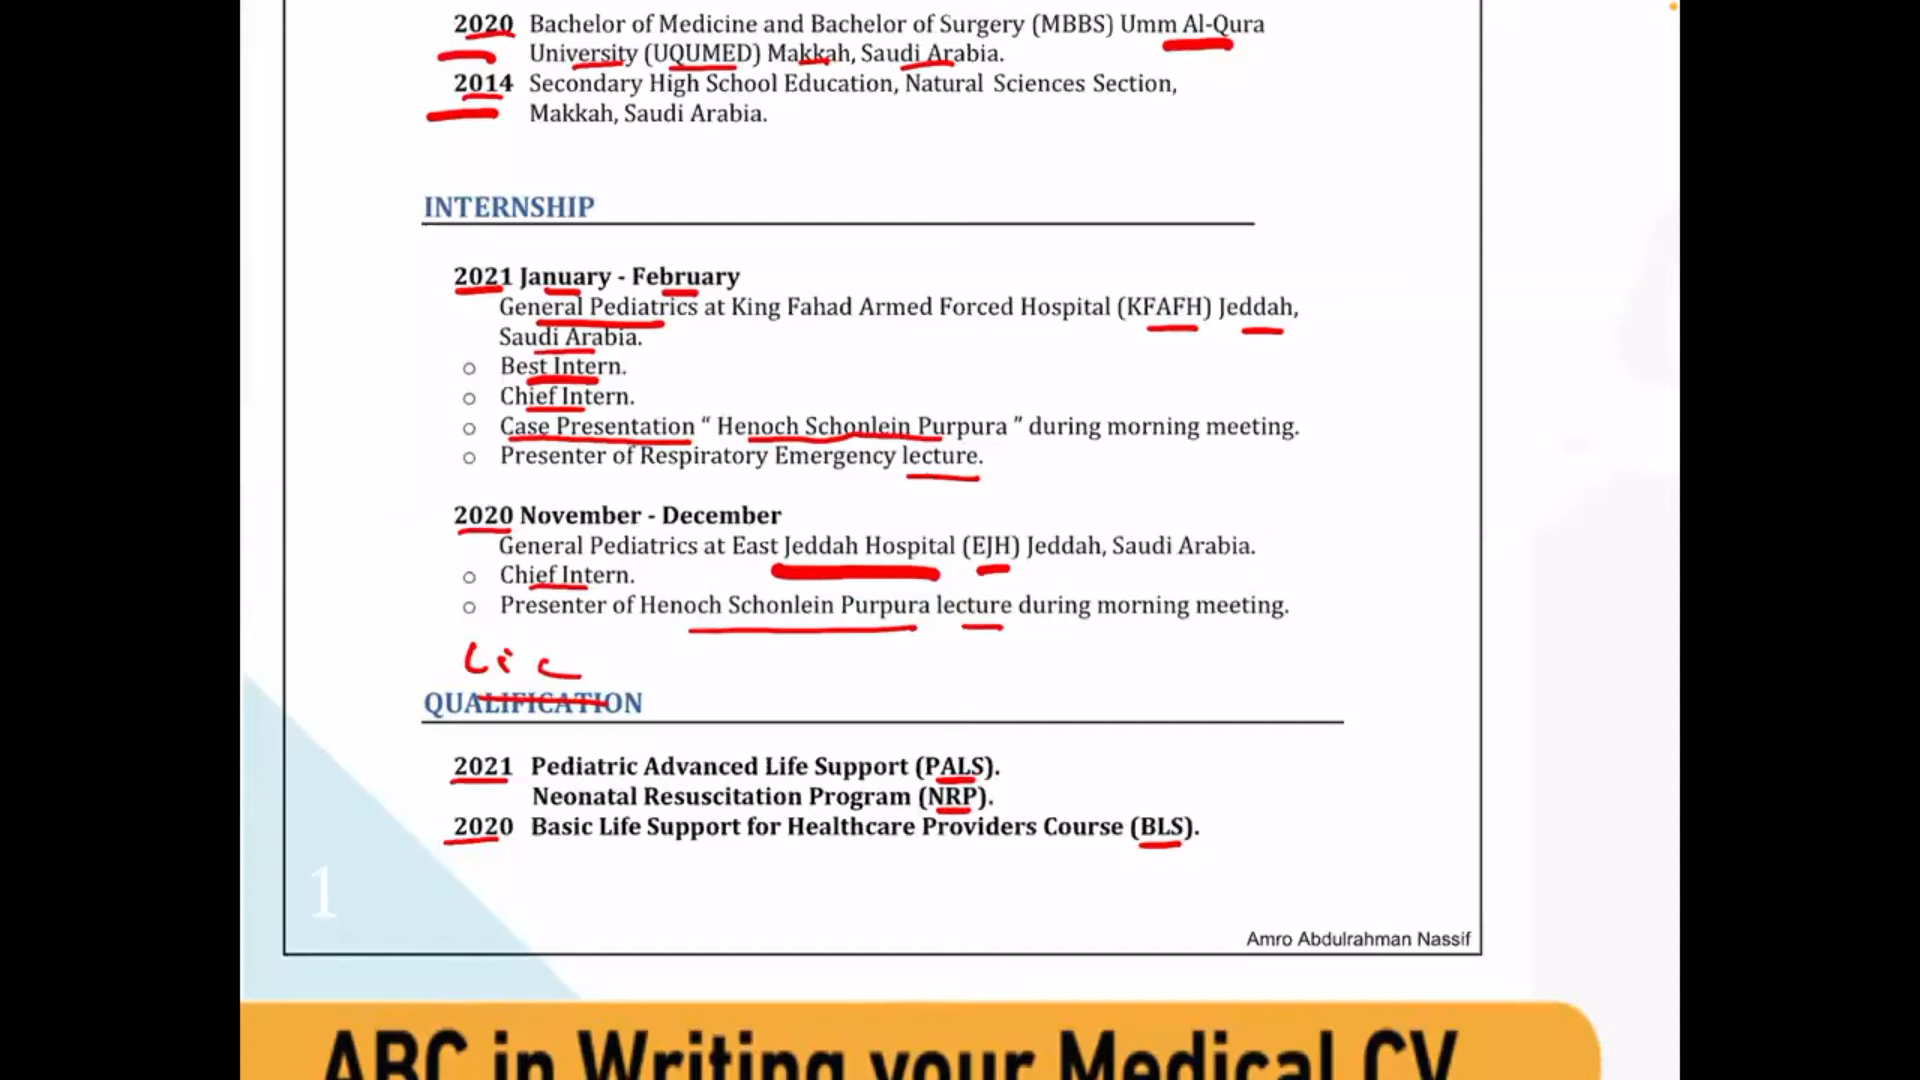 2020 Bachelor of Medicine and Bachelor of Surgery (MBBS) Umm Al-Qura
University (UQUMED) Makkah, Saudi Arabia.
2014 Secondary High School Education, Natural Sciences Section,
Makkah, Saudi Arabia.
INTERNSHIP
2021 January - February
General Pediatrics at King Fahad Armed Forced Hospital (KFAFH) Jeddah,
Saudi Arabia.
o Best Intern.
o Chief Intern.
o Case Presentation “ Henoch Schonlein Purpura ” during morning meeting.
o Presenter of Respiratory Emergency lecture.
2020 November - December
General Pediatrics at East Jeddah Hospital (EJH) Jeddah, Saudi Arabia.
o Chief Intern.
o Presenter of Henoch Schonlein Purpura lecture during morning meeting.
Lic
QUALIFICATION
2021 Pediatric Advanced Life Support (PALS).
Neonatal Resuscitation Program (NRP).
2020 Basic Life Support for Healthcare Providers Course (BLS).
1
Amro Abdulrahman Nassif
ABC in Writing your Medical CV